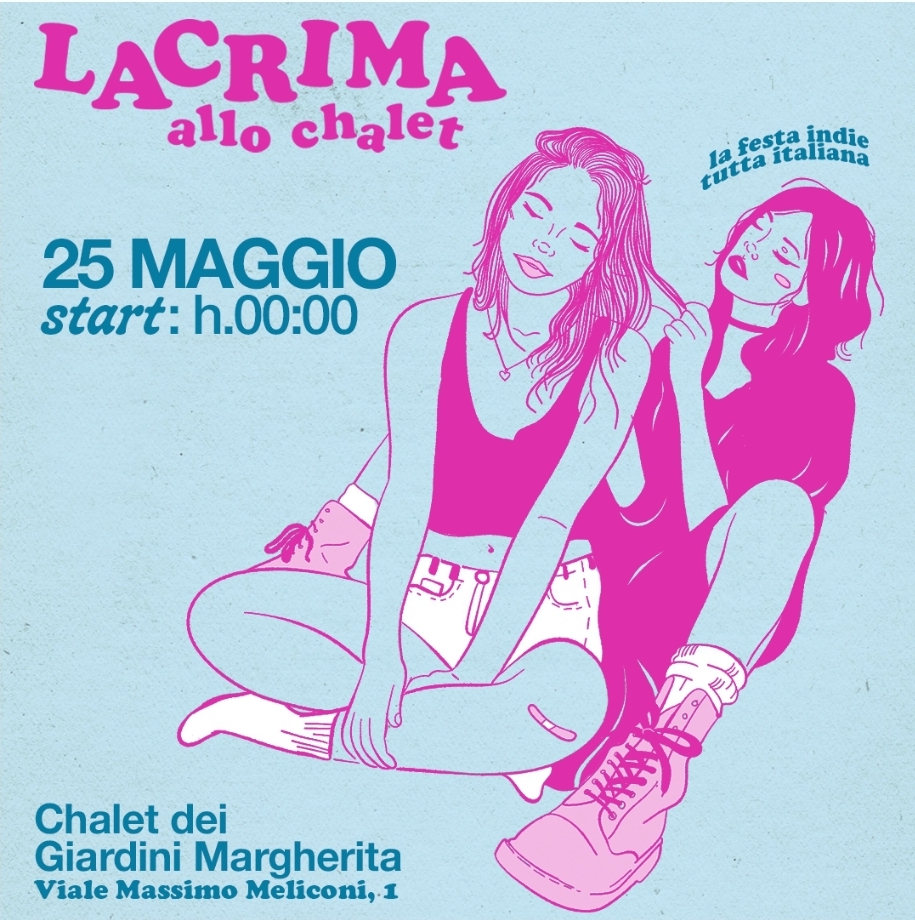 LACRIMA
allo chalet
la festa indie
tutta italiana
25 MAGGIO
start: h.00:00
Chalet dei
Giardini Margherita
Viale Massimo Meliconi, 1